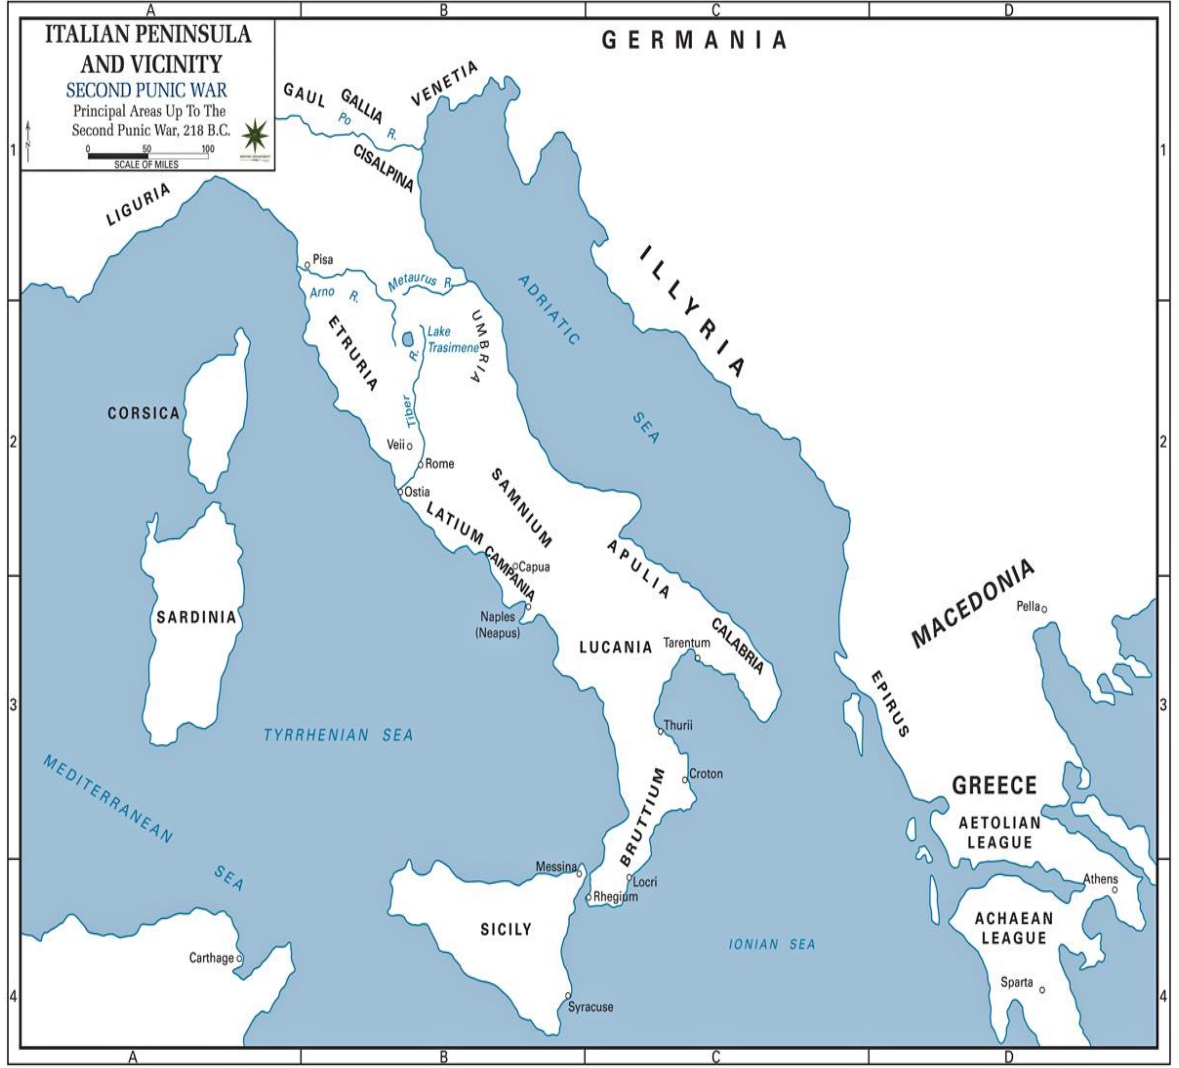 A B C D
ITALIAN PENINSULA
AND VICINITY
SECOND PUNIC WAR
Principal Areas Up To The
Second Punic War, 218 B.C.
0 50 100
SCALE OF MILES
N
GERMANIA
VENETIA
GAUL
GALLIA
Po R.
CISALPINA
1 1
LIGURIA
Pisa
Arno R.
Metaurus R.
ILLYRIA
ADRIATIC
SEA
UMBRIA
ETRURIA
Lake
Trasimene
Tiber R.
CORSICA
2 2
Veii
Rome
Ostia
SAMNIUM
LATIUM
CAMPANIA
Capua
APULIA
MACEDONIA
Pella
Naples
(Neapus)
SARDINIA
LUCANIA
Tarentum
CALABRIA
EPIRUS
3 3
Thurii
TYRRHENIAN SEA
Croton
MEDITERRANEAN
SEA
BRUTTIUM
GREECE
AETOLIAN
LEAGUE
Messina
Locri
Rhegium
Athens
SICILY
ACHAEAN
LEAGUE
IONIAN SEA
Carthage
Sparta
4 4
Syracuse
A B C D